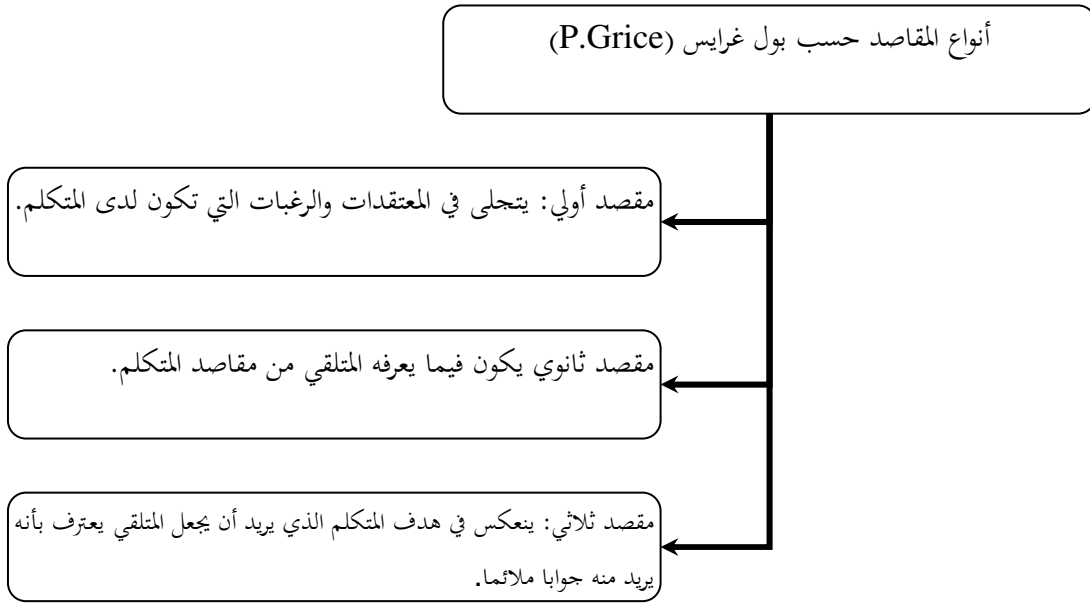 أنواع المقاصد حسب بول غرايس (P.Grice)
مقصد أولي: يتجلى في المعتقدات والرغبات التي تكون لدى المتكلم.
مقصد ثانوي يكون فيما يعرفه المتلقي من مقاصد المتكلم.
مقصد ثلاثي: ينعكس في هدف المتكلم الذي يريد أن يجعل المتلقي يعترف بأنه
يريد منه جوابا ملائما.